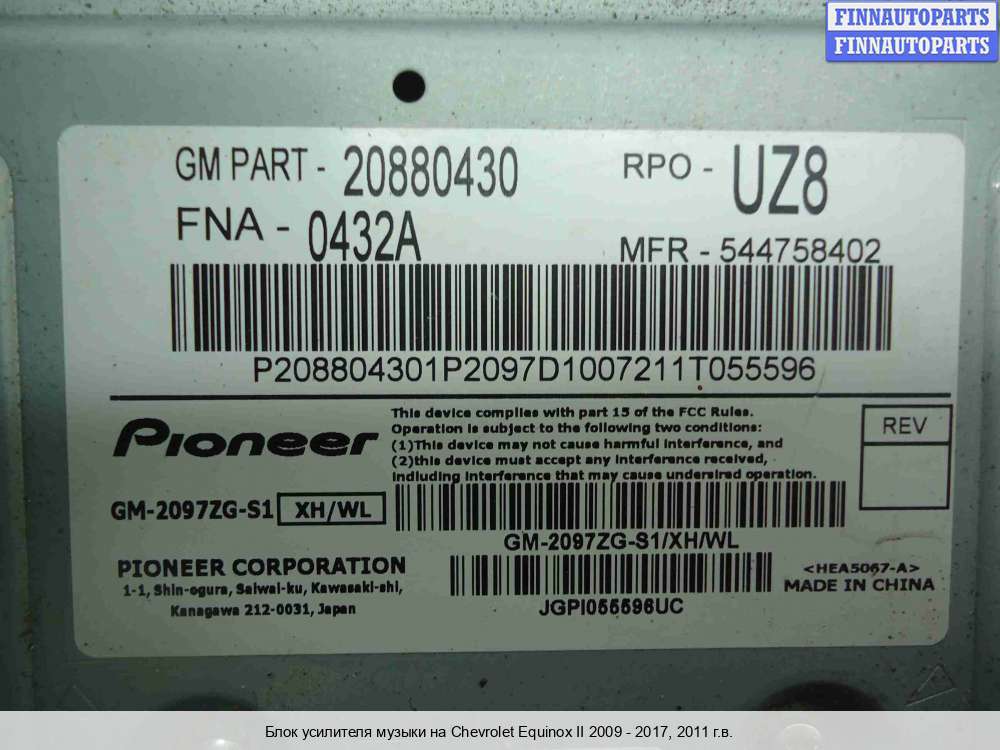 FINNAUTOPARTS
FINNAUTOPARTS
GM PART - 20880430
RPO - UZ8
FNA - 0432A
MFR - 544758402
P208804301P2097D1007211T055596
Pioneer
This device complies with part 15 of the FCC Rules.
Operation is subject to the following two conditions:
(1)This device may not cause harmful interference, and
(2)this device must accept any interference received,
including interference that may cause undersired operation.
REV
GM-2097ZG-S1 XH/WL
GM-2097ZG-S1/XH/WL
PIONEER CORPORATION
1-1, Shin-ogura, Saiwai-ku, Kawasaki-shi,
Kanagawa 212-0031, Japan
JGPI055596UC
<HEA5067-A>
MADE IN CHINA
Блок усилителя музыки на Chevrolet Equinox II 2009 - 2017, 2011 г.в.